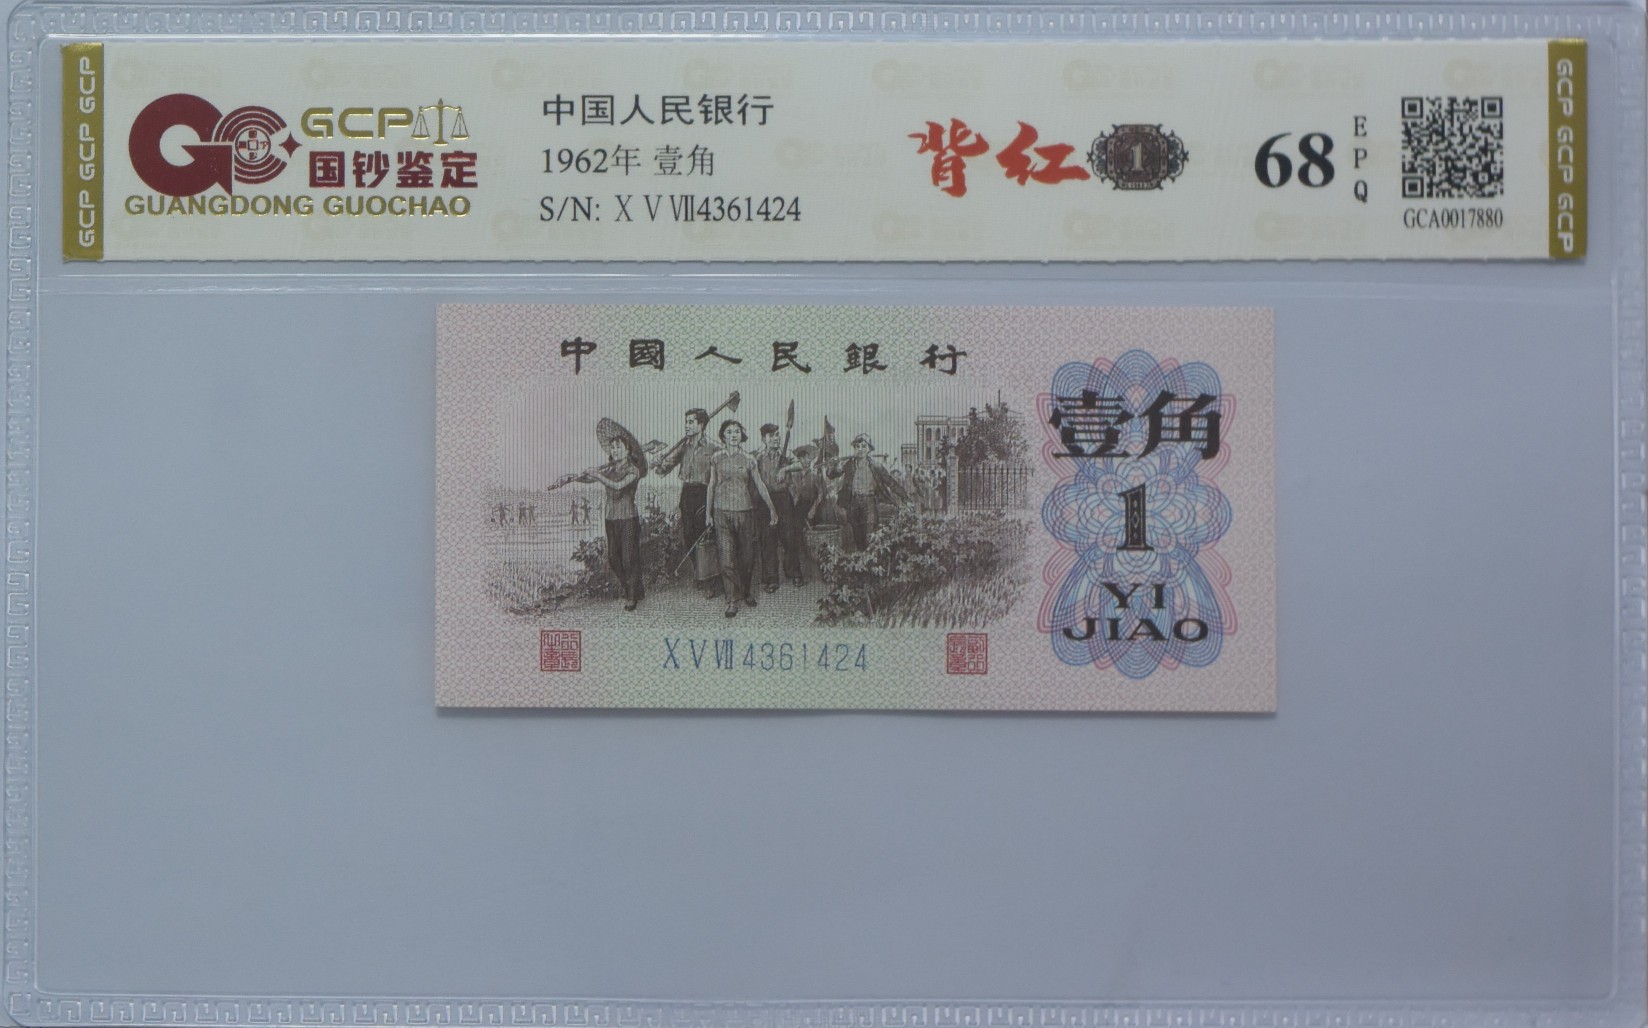 GCP GCP GCP
GCP
国钞鉴定
GUANGDONG GUOCHAO
中国人民银行
1962年 壹角
S/N: X V Ⅶ4361424
背红
1
68
EPQ
GCA0017880
GCP GCP GCP
中國人民銀行
壹角
1
YI
JIAO
X V Ⅶ 4361424